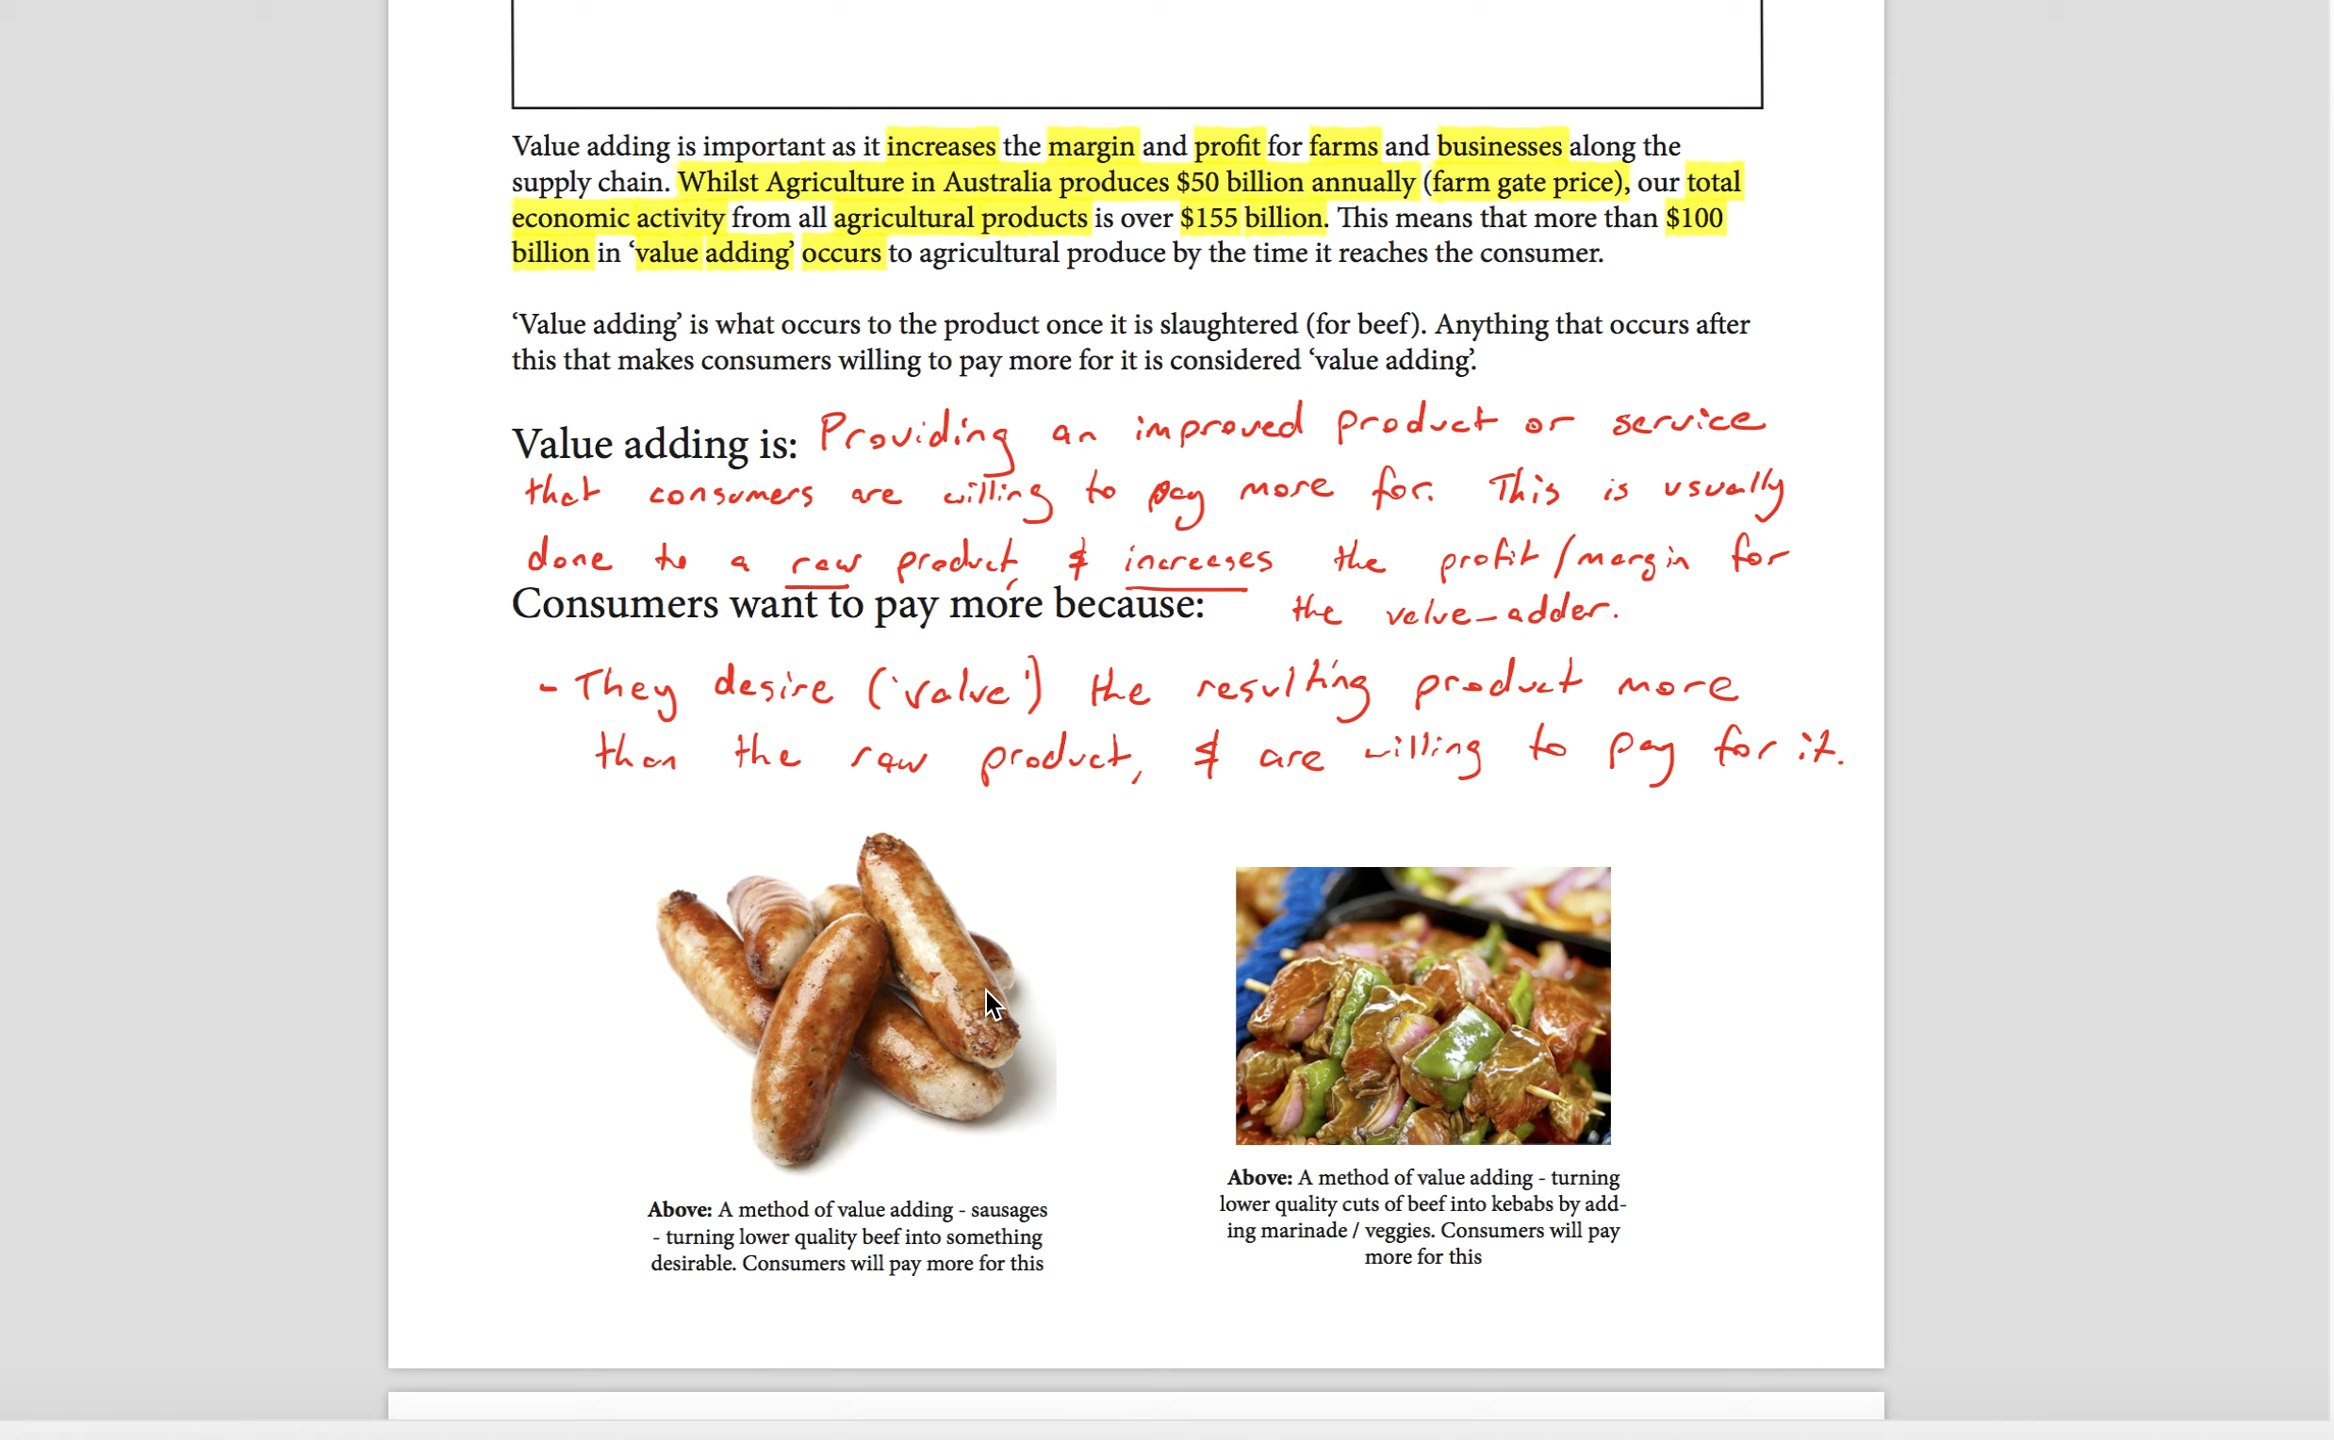 Value adding is important as it increases the margin and profit for farms and businesses along the
supply chain. Whilst Agriculture in Australia produces $50 billion annually (farm gate price), our total
economic activity from all agricultural products is over $155 billion. This means that more than $100
billion in ‘value adding’ occurs to agricultural produce by the time it reaches the consumer.
‘Value adding’ is what occurs to the product once it is slaughtered (for beef). Anything that occurs after
this that makes consumers willing to pay more for it is considered ‘value adding’.
Value adding is: Providing an improved product or service
that consumers are willing to pay more for. This is usually
done to a raw product, & increases the profit/margin for
the value-adder.
Consumers want to pay more because:
- They desire ('value') the resulting product more
than the raw product, & are willing to pay for it.
Above: A method of value adding - sausages
- turning lower quality beef into something
desirable. Consumers will pay more for this
Above: A method of value adding - turning
lower quality cuts of beef into kebabs by add-
ing marinade / veggies. Consumers will pay
more for this